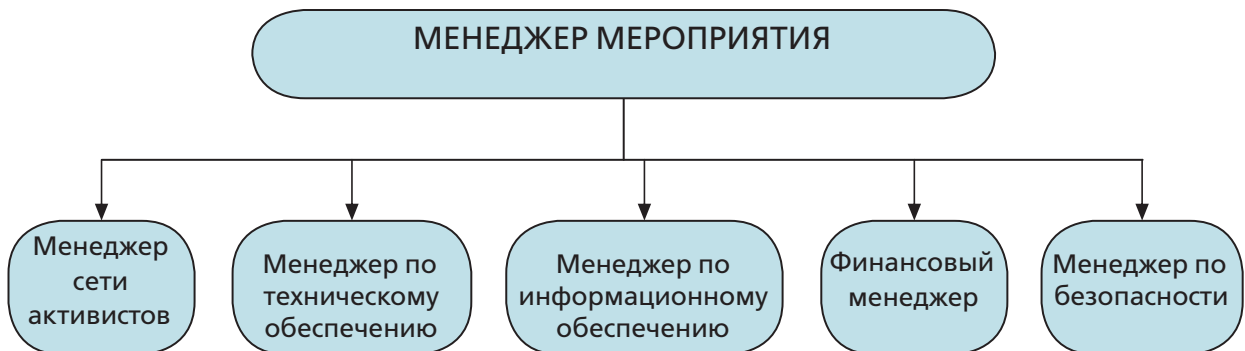 МЕНЕДЖЕР МЕРОПРИЯТИЯ
Менеджер
сети
активистов
Менеджер по
техническому
обеспечению
Менеджер по
информационному
обеспечению
Финансовый
менеджер
Менеджер по
безопасности